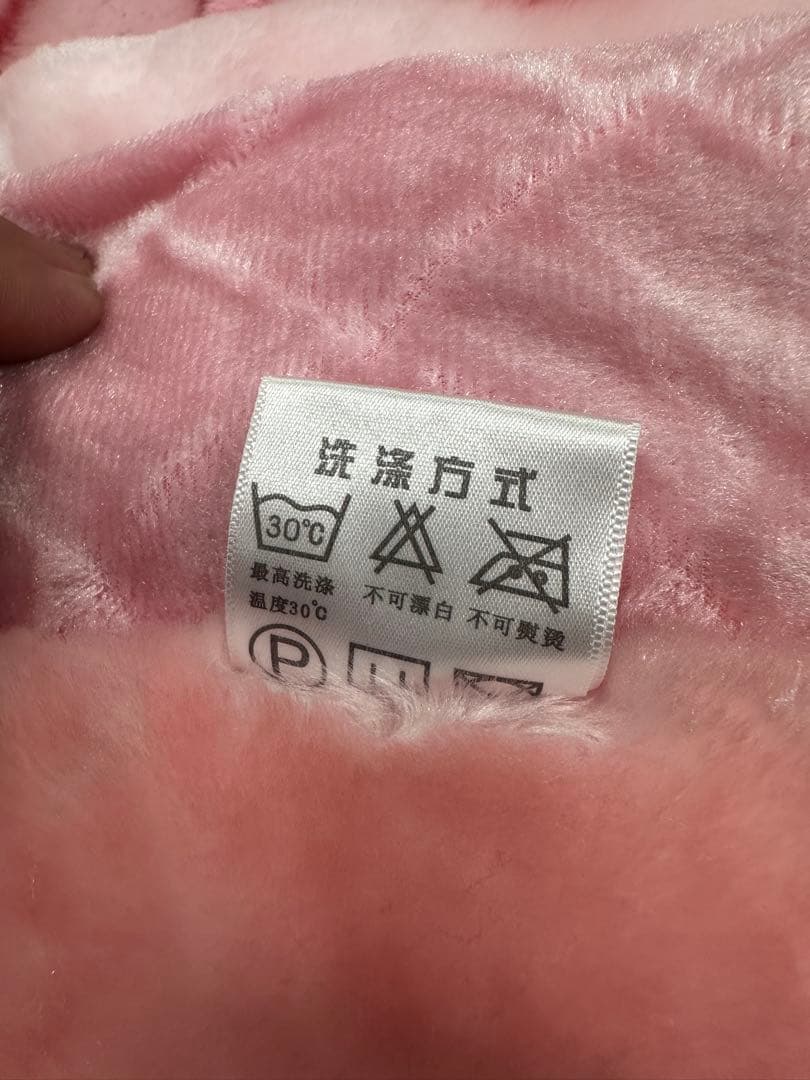 洗涤方式
30℃
最高洗涤
温度30℃
不可漂白
不可熨烫
P